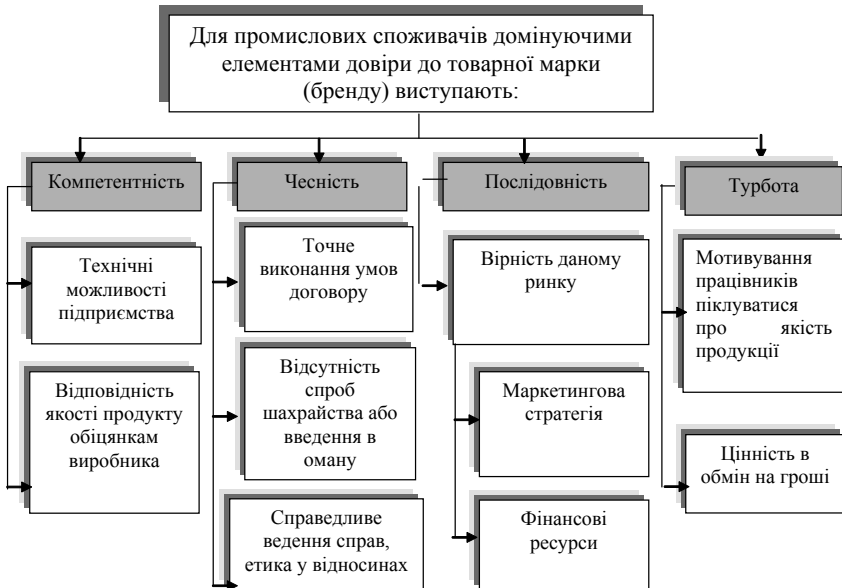 Для промислових споживачів домінуючими
елементами довіри до товарної марки
(бренду) виступають:
Компетентність
Чесність
Послідовність
Турбота
Технічні
можливості
підприємства
Відповідність
якості продукту
обіцянкам
виробника
Точне
виконання умов
договору
Відсутність
спроб
шахрайства або
введення в
оману
Справедливе
ведення справ,
етика у відносинах
Вірність даному
ринку
Маркетингова
стратегія
Фінансові
ресурси
Мотивування
працівників
піклуватися
про якість
продукції
Цінність в
обмін на гроші